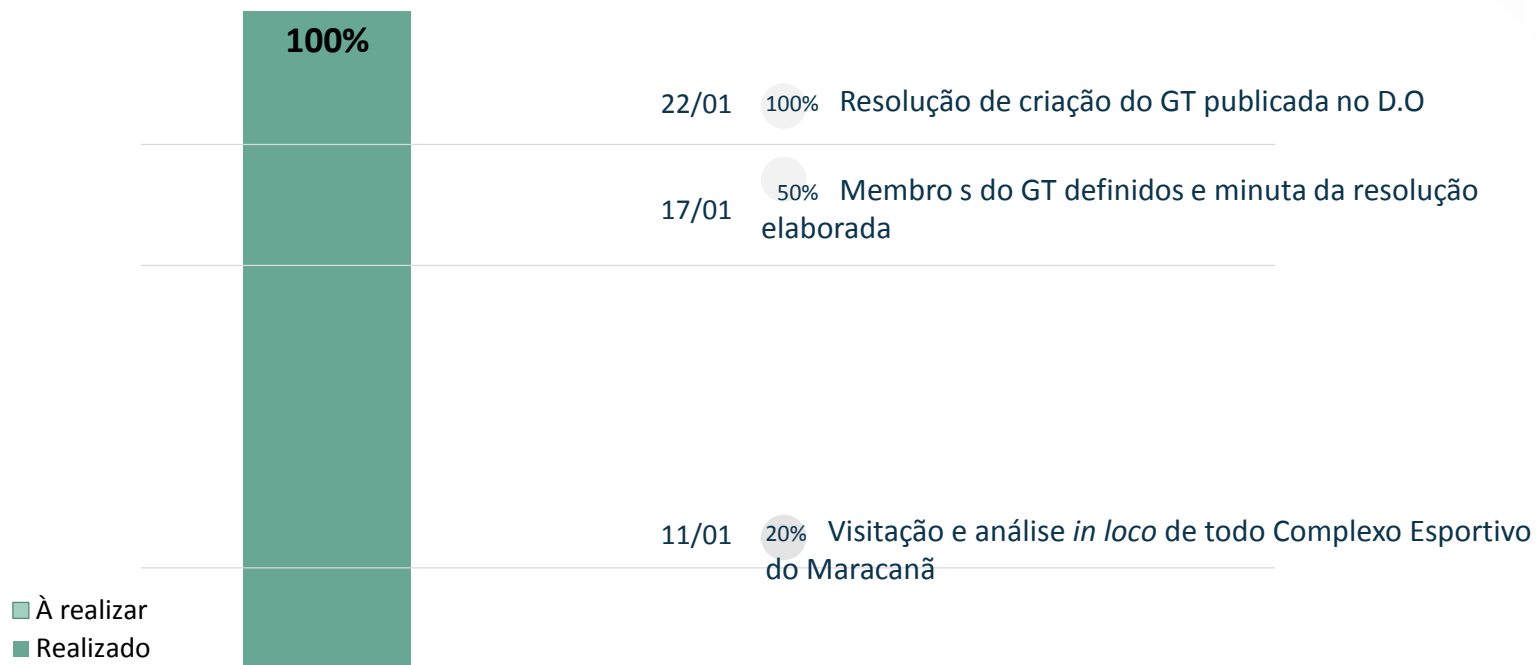 100%
22/01 100% Resolução de criação do GT publicada no D.O
17/01 50% Membro s do GT definidos e minuta da resolução
elaborada
11/01 20% Visitação e análise in loco de todo Complexo Esportivo
do Maracanã
À realizar
Realizado